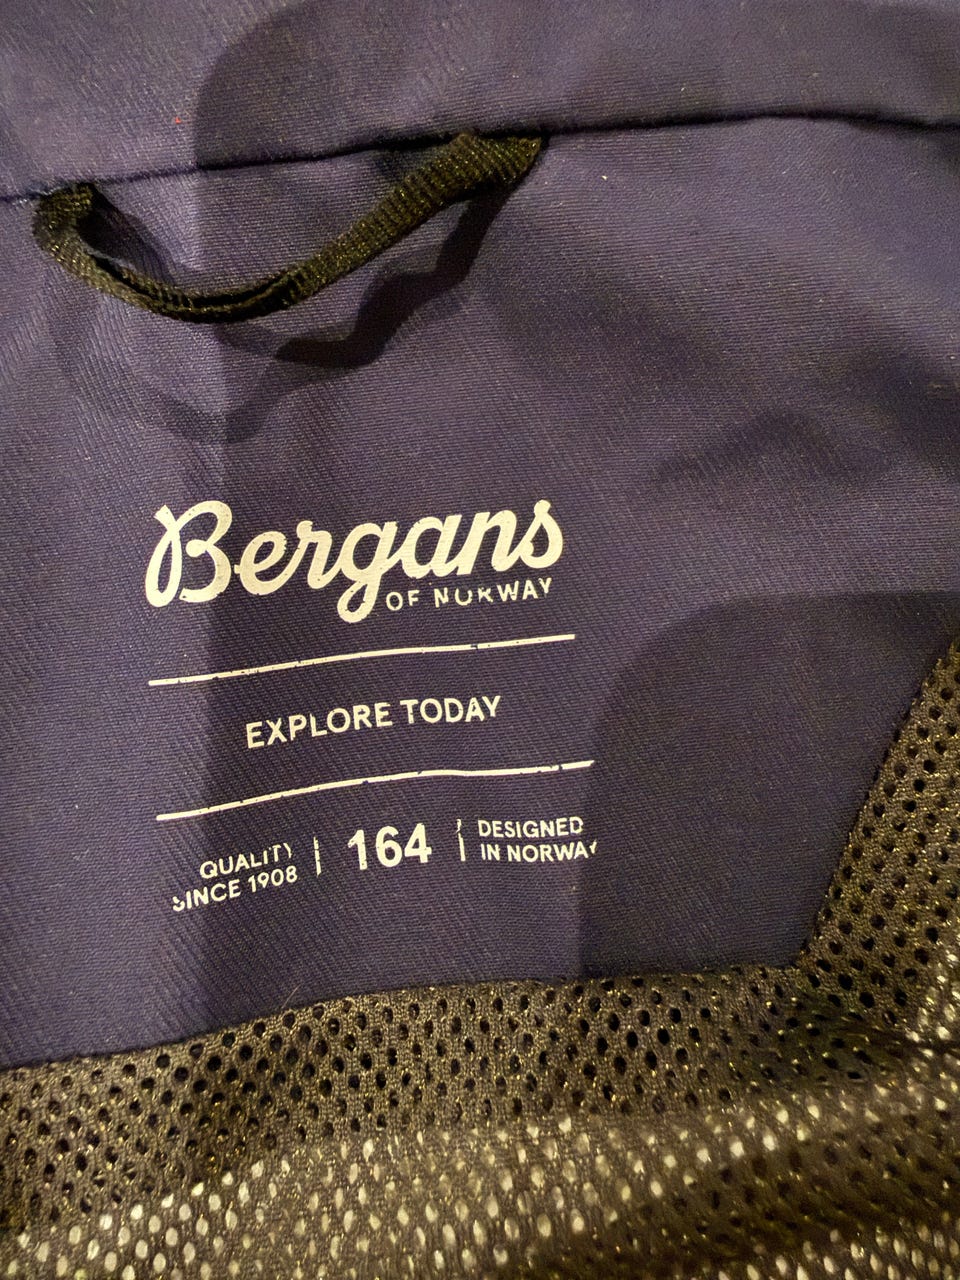 Bergans
OF NORWAY
EXPLORE TODAY
QUALITY
SINCE 1908
164
DESIGNED
IN NORWAY